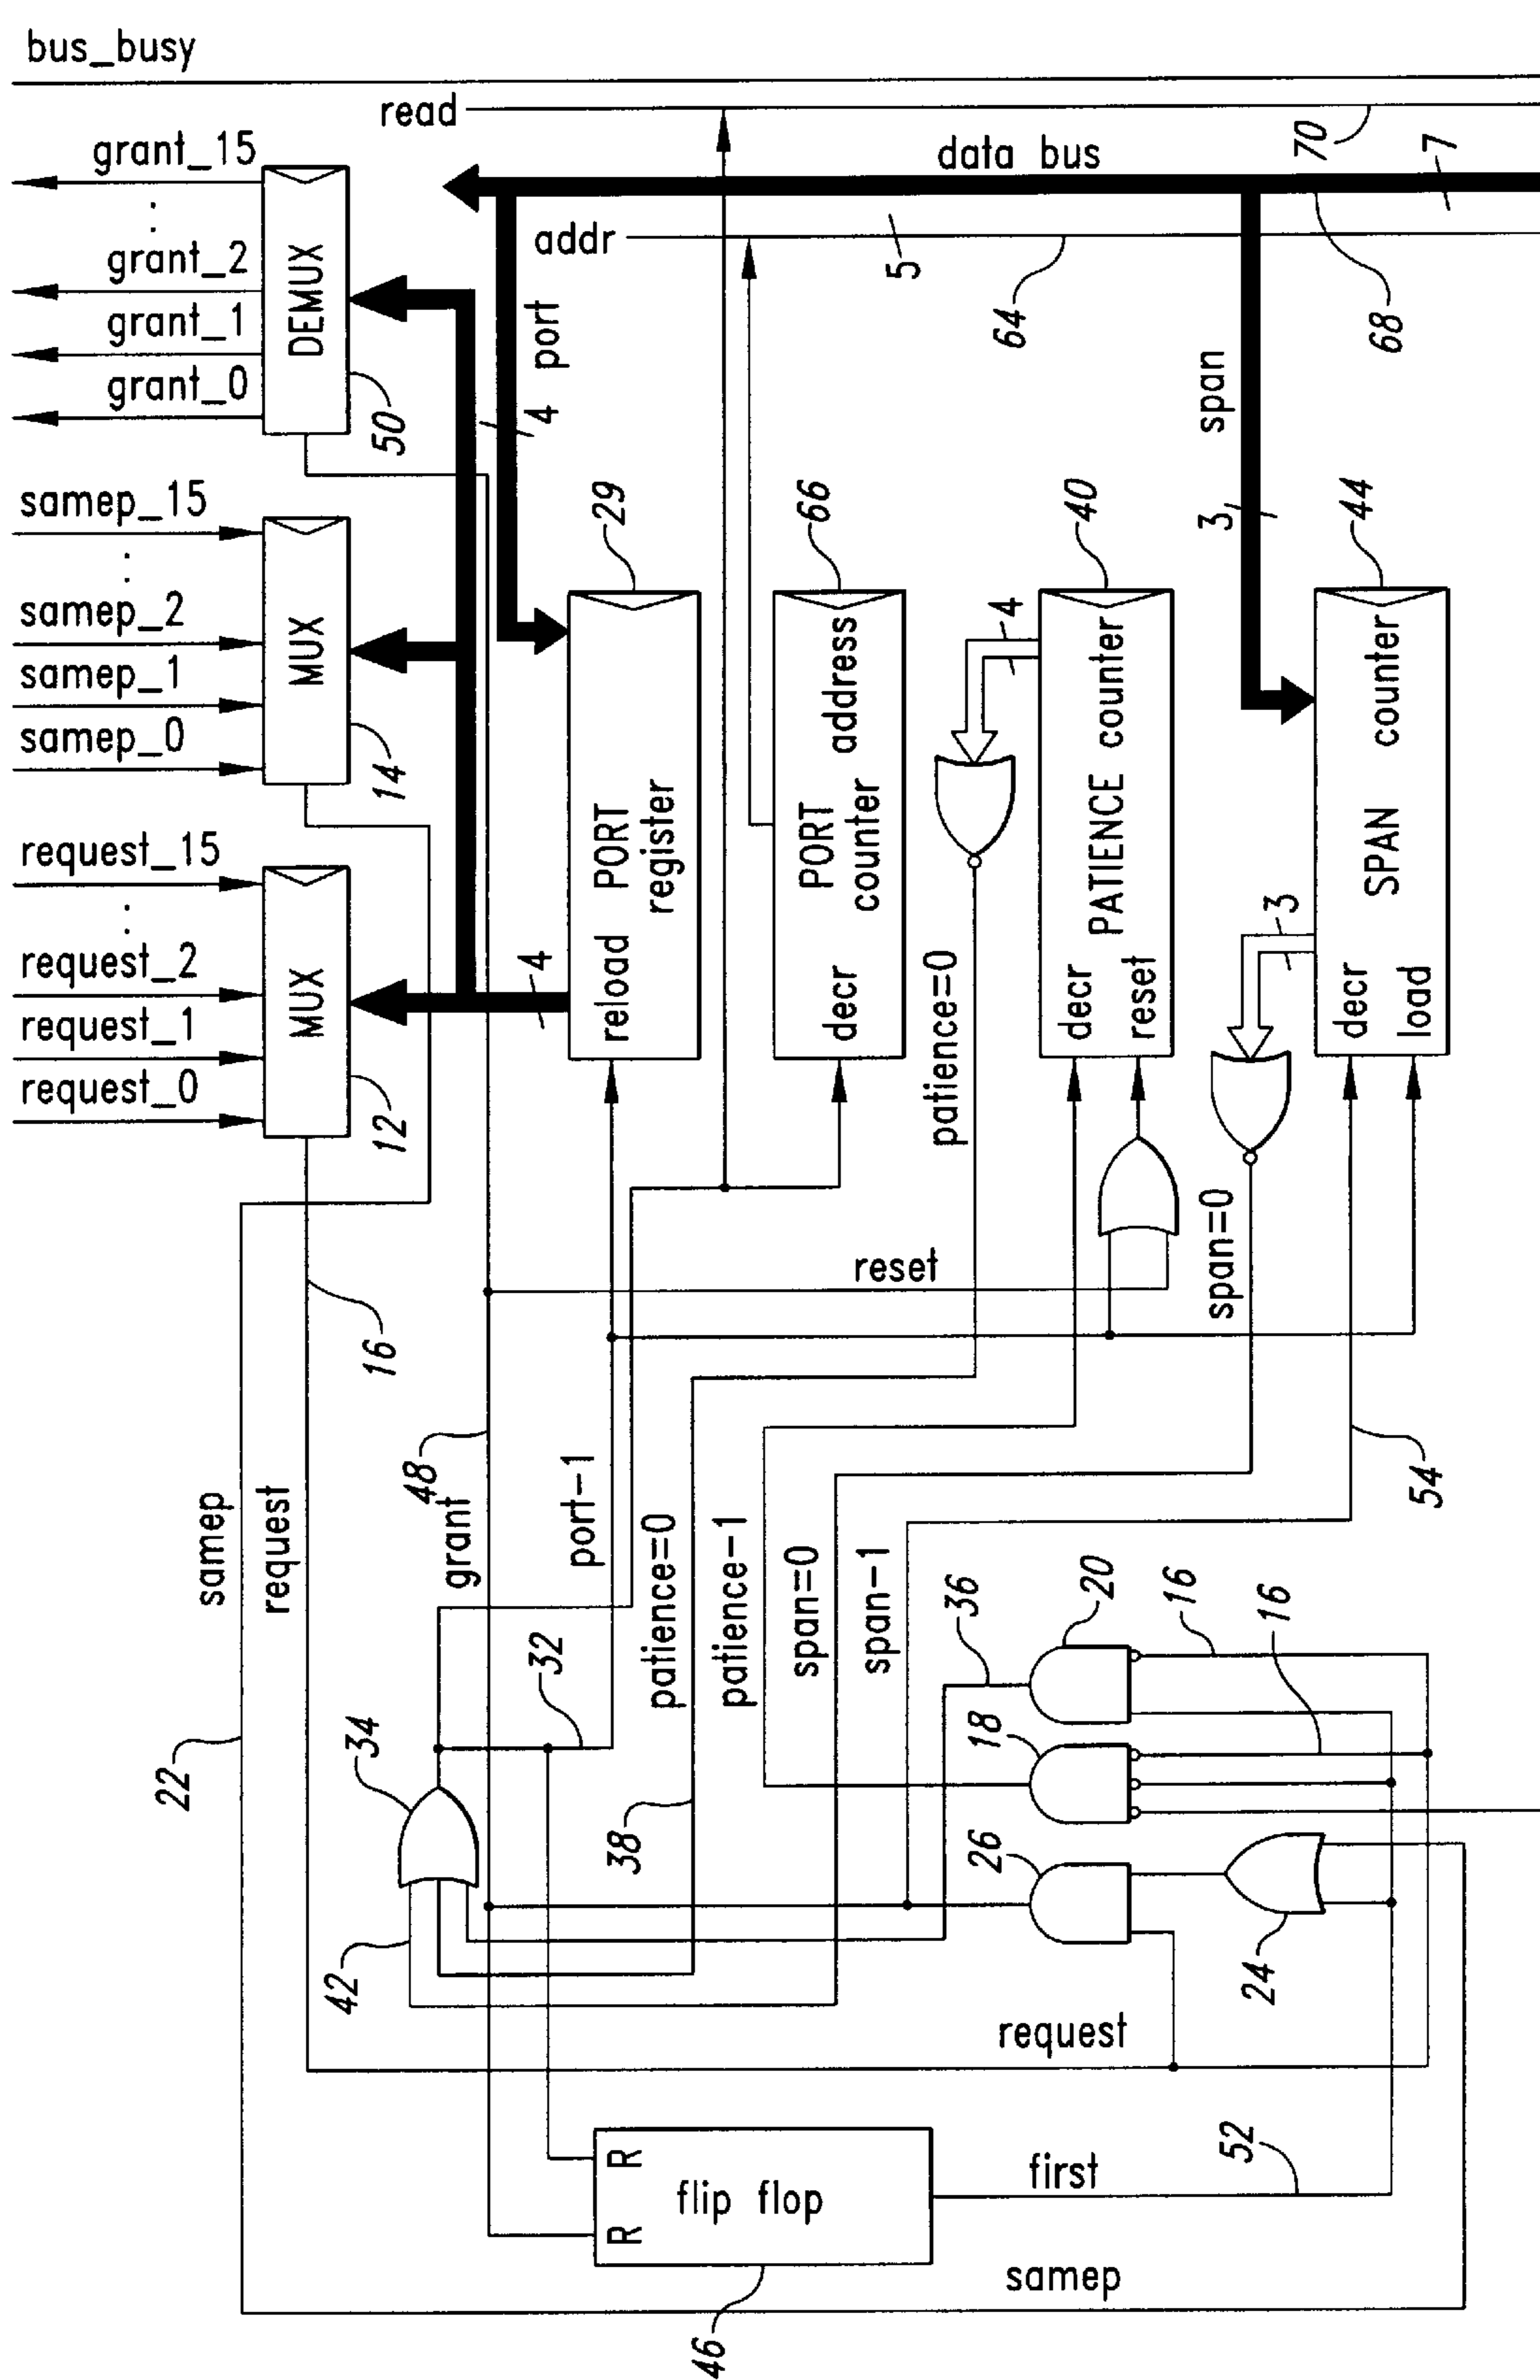 bus_busy
read
grant_15
grant_2
grant_1
grant_0
DEMUX
50
data bus
70
7
addr
5
64
68
port
4
span
3
samep_15
samep_2
samep_1
samep_0
MUX
14
29
66
40
44
request_15
request_2
request_1
request_0
MUX
12
4
reload PORT
register
PORT address
counter
decr
4
PATIENCE counter
decr
reset
patience=0
3
SPAN counter
decr
load
span=0
reset
16
48
54
samep
request
grant
port-1
patience=0
patience-1
span=0
span-1
36
20
16
16
32
22
34
38
18
26
42
24
request
R
R
flip flop
first
52
samep
46